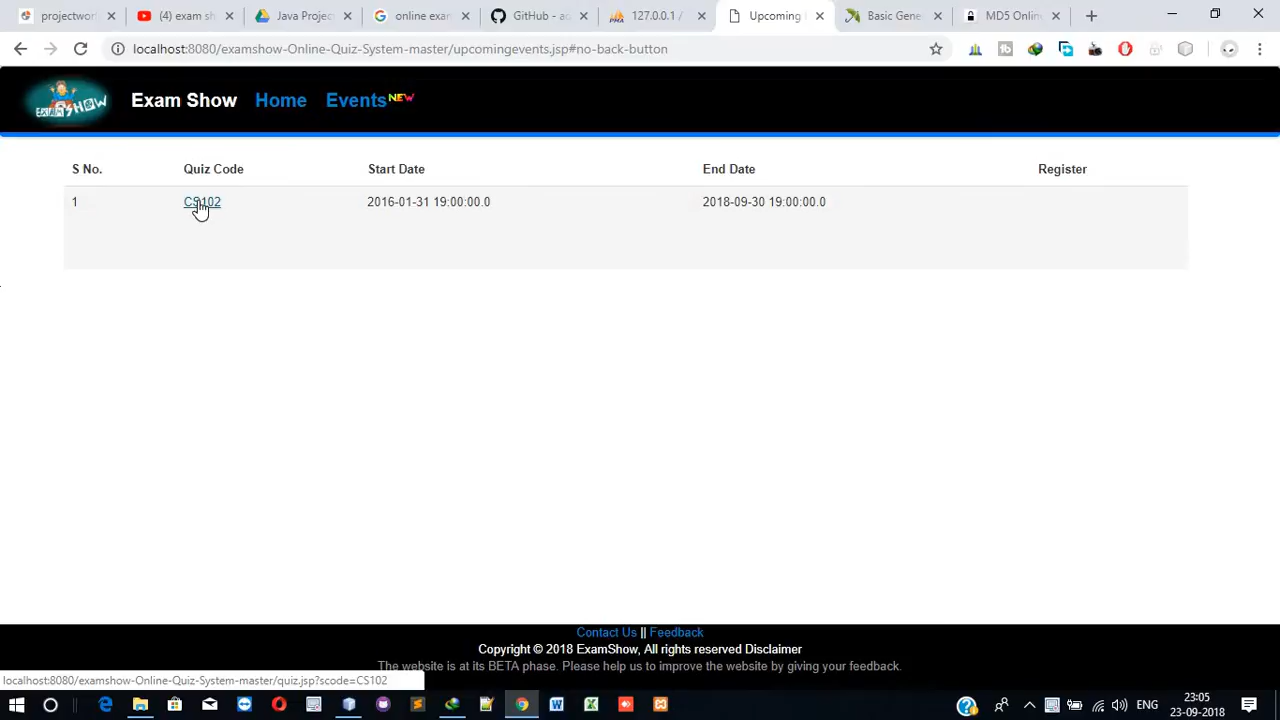 projectwor
(4) exam sh
Java Projec
online exam
GitHub - ac
127.0.0.1 /
Upcoming
Basic Gene
MD5 Online
localhost:8080/examshow-Online-Quiz-System-master/upcomingevents.jsp#no-back-button
EXAMSHOW
Exam Show Home Events NEW
S No. Quiz Code Start Date End Date Register
1 CS102 2016-01-31 19:00:00.0 2018-09-30 19:00:00.0
Contact Us || Feedback
Copyright © 2018 ExamShow, All rights reserved Disclaimer
The website is at its BETA phase. Please help us to improve the website by giving your feedback.
localhost:8080/examshow-Online-Quiz-System-master/quiz.jsp?scode=CS102
ENG
23:05
23-09-2018